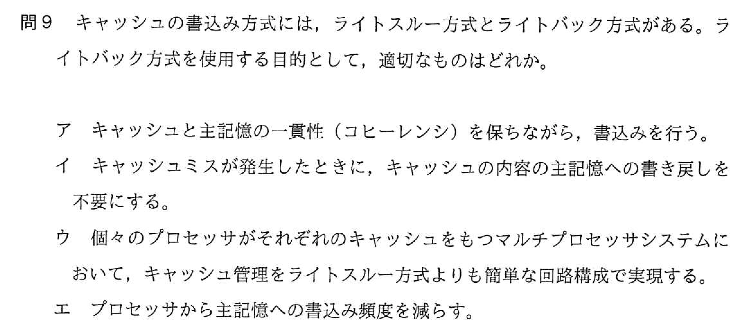 問9　キャッシュの書込み方式には，ライトスルー方式とライトバック方式がある。ラ
イトバック方式を使用する目的として，適切なものはどれか。
ア　キャッシュと主記憶の一貫性（コヒーレンシ）を保ちながら，書込みを行う。
イ　キャッシュミスが発生したときに，キャッシュの内容の主記憶への書き戻しを
不要にする。
ウ　個々のプロセッサがそれぞれのキャッシュをもつマルチプロセッサシステムに
おいて，キャッシュ管理をライトスルー方式よりも簡単な回路構成で実現する。
エ　プロセッサから主記憶への書込み頻度を減らす。